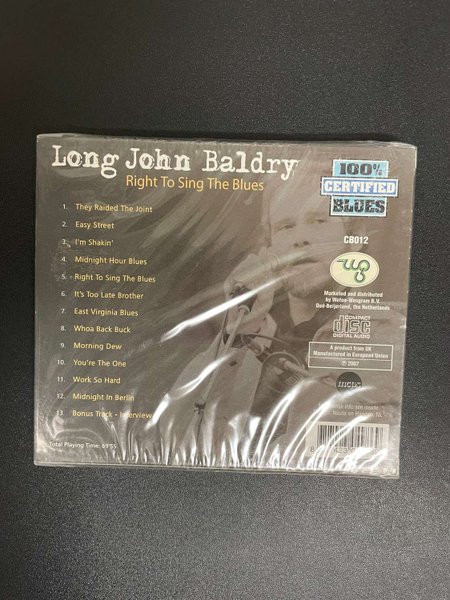 Long John Baldry
Right To Sing The Blues
1. They Raided The Joint
2. Easy Street
3. I'm Shakin'
4. Midnight Hour Blues
5. Right To Sing The Blues
6. It's Too Late Brother
7. East Virginia Blues
8. Whoa Back Buck
9. Morning Dew
10. You're The One
11. Work So Hard
12. Midnight in Berlin
13. Bonus Track - Interview
Total Playing Time: 69'55
100%
CERTIFIED
BLUES
CB012
Marketed and distributed
by Weton-Wesgram B.V.
Oud-Beijerland, the Netherlands
COMPACT
disc
DIGITAL AUDIO
A product from UK
Manufactured in European Union
℗ 2007
mcps
info see inside